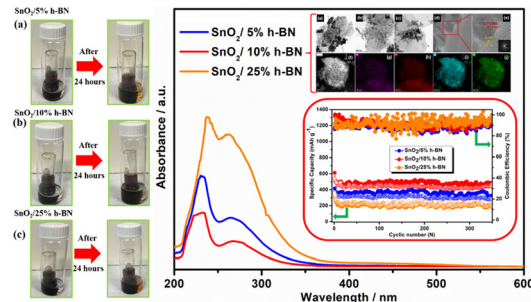 SnO2/5% h-BN
(a)
After
24 hours
SnO2/10% h-BN
(b)
After
24 hours
SnO2/25% h-BN
(c)
After
24 hours
Absorbance / a.u.
SnO2/ 5% h-BN
SnO2/ 10% h-BN
SnO2/ 25% h-BN
200
300
400
500
600
Wavelength / nm
(a)
(b)
(c)
(d)
(e)
(f)
(g)
(h)
(i)
(j)
Specific Capacity (mAh g-1)
1400
1200
1000
800
600
400
200
0
SnO2/5% h-BN
SnO2/10% h-BN
SnO2/25% h-BN
0
100
200
300
Cyclic number (N)
100
80
60
40
20
0
Coulombic Efficiency (%)